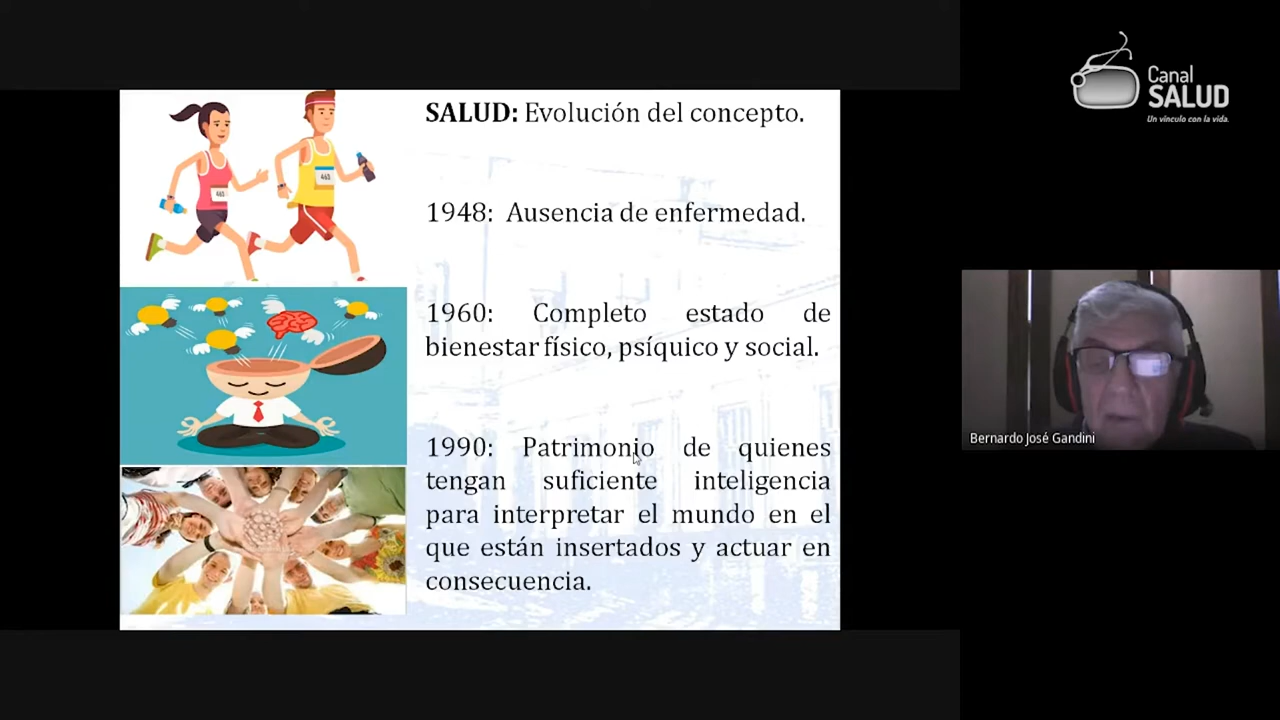 SALUD: Evolución del concepto.
1948: Ausencia de enfermedad.
1960: Completo estado de
bienestar físico, psíquico y social.
1990: Patrimonio de quienes
tengan suficiente inteligencia
para interpretar el mundo en el
que están insertados y actuar en
consecuencia.
461
461
Canal
SALUD
Un vínculo con la vida.
Bernardo José Gandini